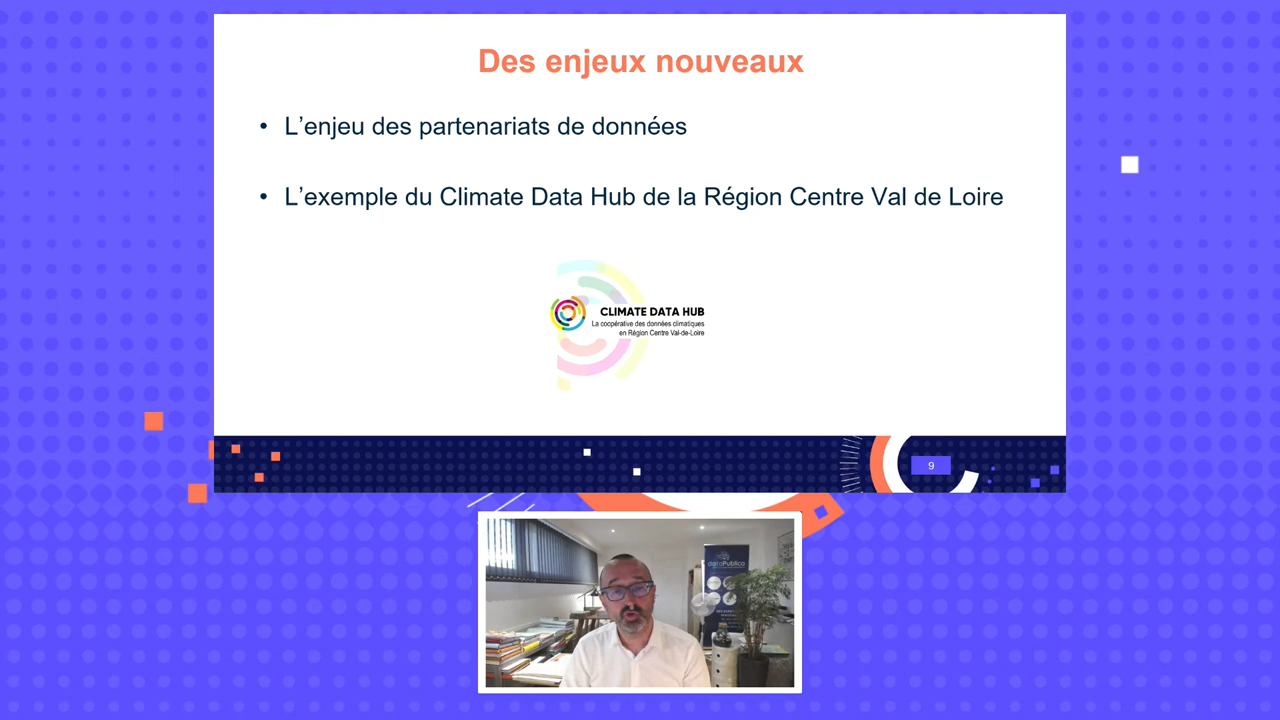 Des enjeux nouveaux
• L’enjeu des partenariats de données
• L’exemple du Climate Data Hub de la Région Centre Val de Loire
CLIMATE DATA HUB
La coopérative des données climatiques
en Région Centre Val-de-Loire
9
dataPublica